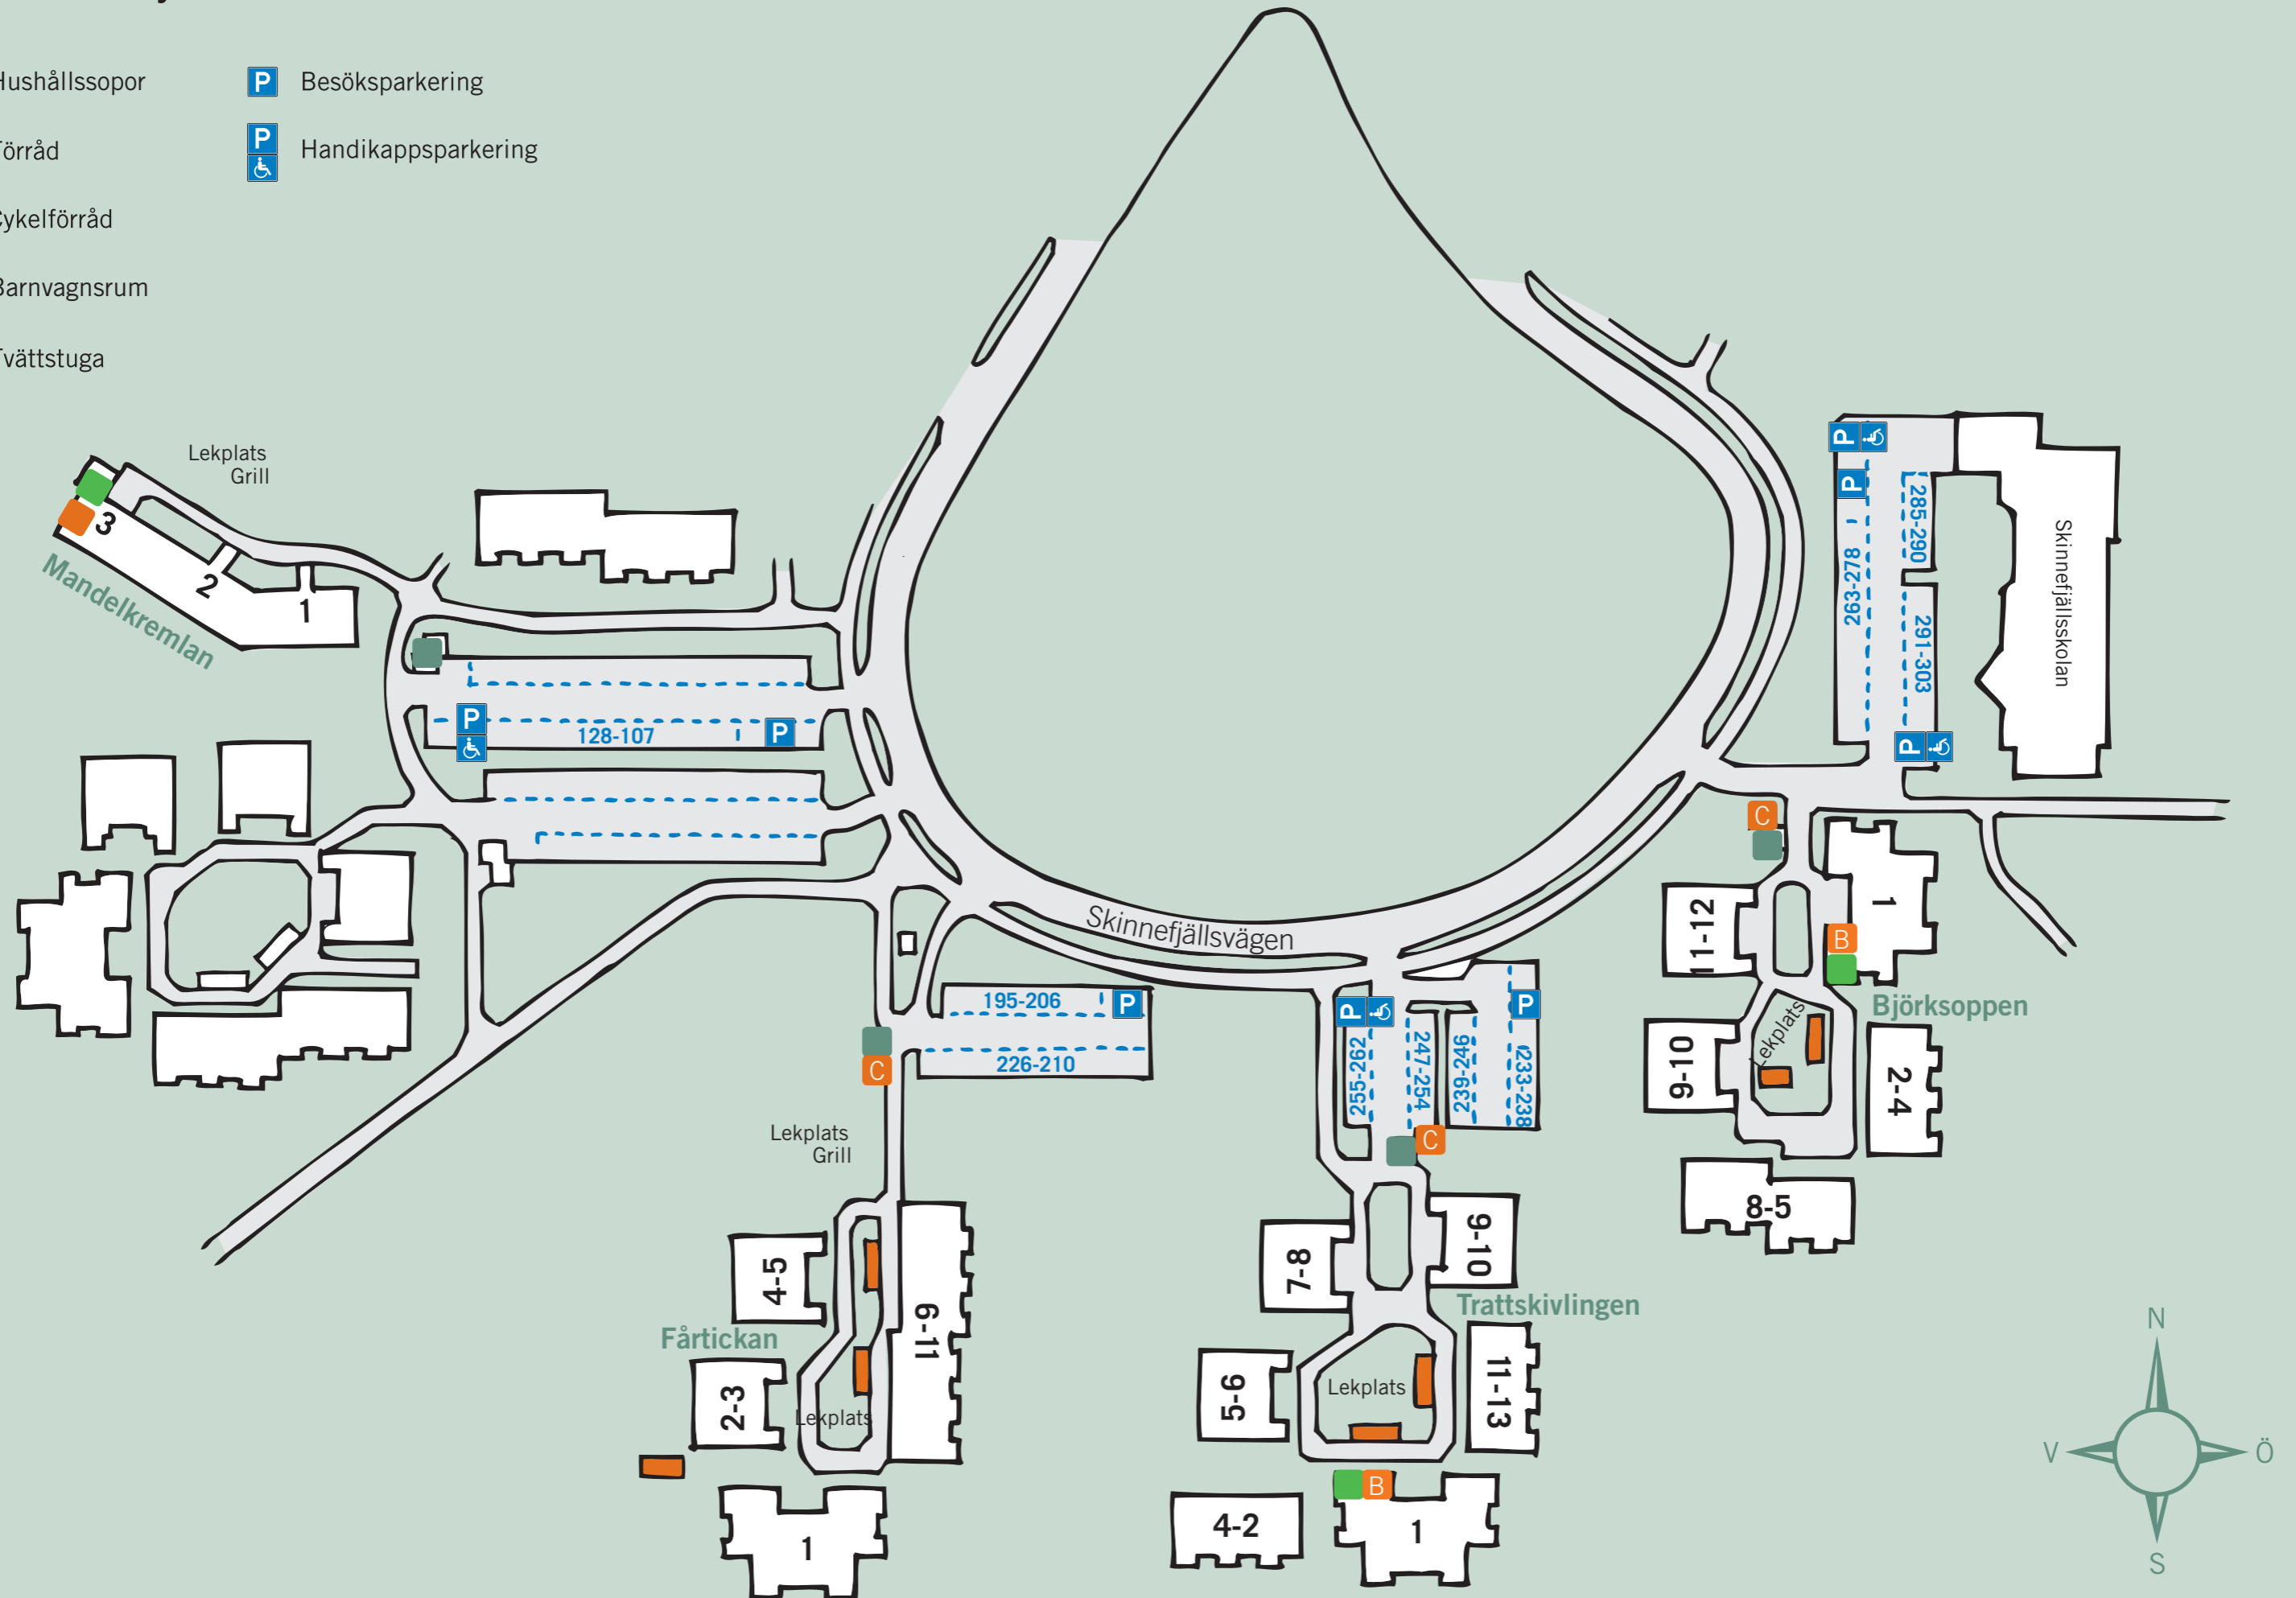 Hushållssopor
P Besöksparkering
Förråd
P Handikappsparkering
Cykelförråd
Barnvagnsrum
Tvättstuga
Lekplats
Grill
3
2
1
Mandelkremlan
P
128-107
P
Skinnefjällsvägen
195-206
P
226-210
C
Lekplats
Grill
4-5
9-11
Fårtickan
2-3
Lekplats
1
P
P
255-262
247-254
239-246
233-238
C
7-8
9-10
Trattskivlingen
5-6
Lekplats
11-13
B
4-2
1
P
P
285-290
263-278
291-303
P
Skinnefjällsskolan
C
1
11-12
B
Björksoppen
Lekplats
9-10
2-4
8-5
N
V
Ö
S